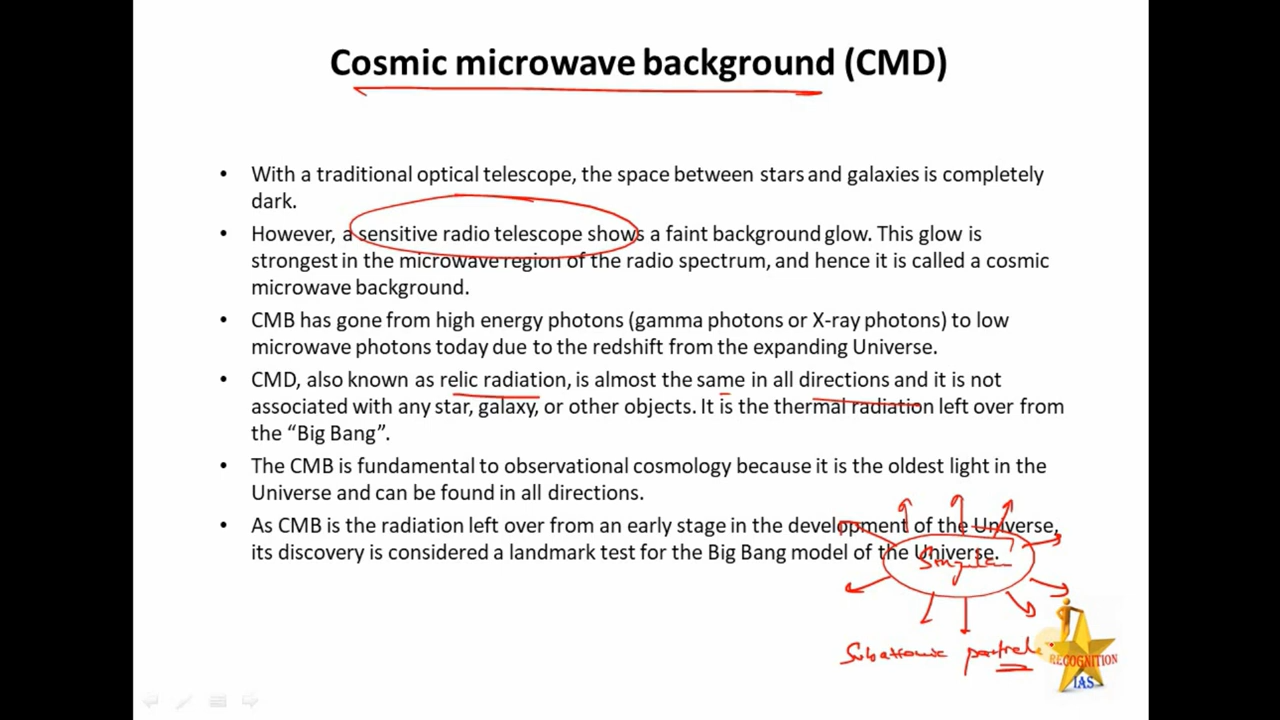 Cosmic microwave background (CMD)
• With a traditional optical telescope, the space between stars and galaxies is completely
dark.
• However, a sensitive radio telescope shows a faint background glow. This glow is
strongest in the microwave region of the radio spectrum, and hence it is called a cosmic
microwave background.
• CMB has gone from high energy photons (gamma photons or X-ray photons) to low
microwave photons today due to the redshift from the expanding Universe.
• CMD, also known as relic radiation, is almost the same in all directions and it is not
associated with any star, galaxy, or other objects. It is the thermal radiation left over from
the “Big Bang”.
• The CMB is fundamental to observational cosmology because it is the oldest light in the
Universe and can be found in all directions.
• As CMB is the radiation left over from an early stage in the development of the Universe,
its discovery is considered a landmark test for the Big Bang model of the Universe.
Subatomic particle
RECOGNITION
IAS